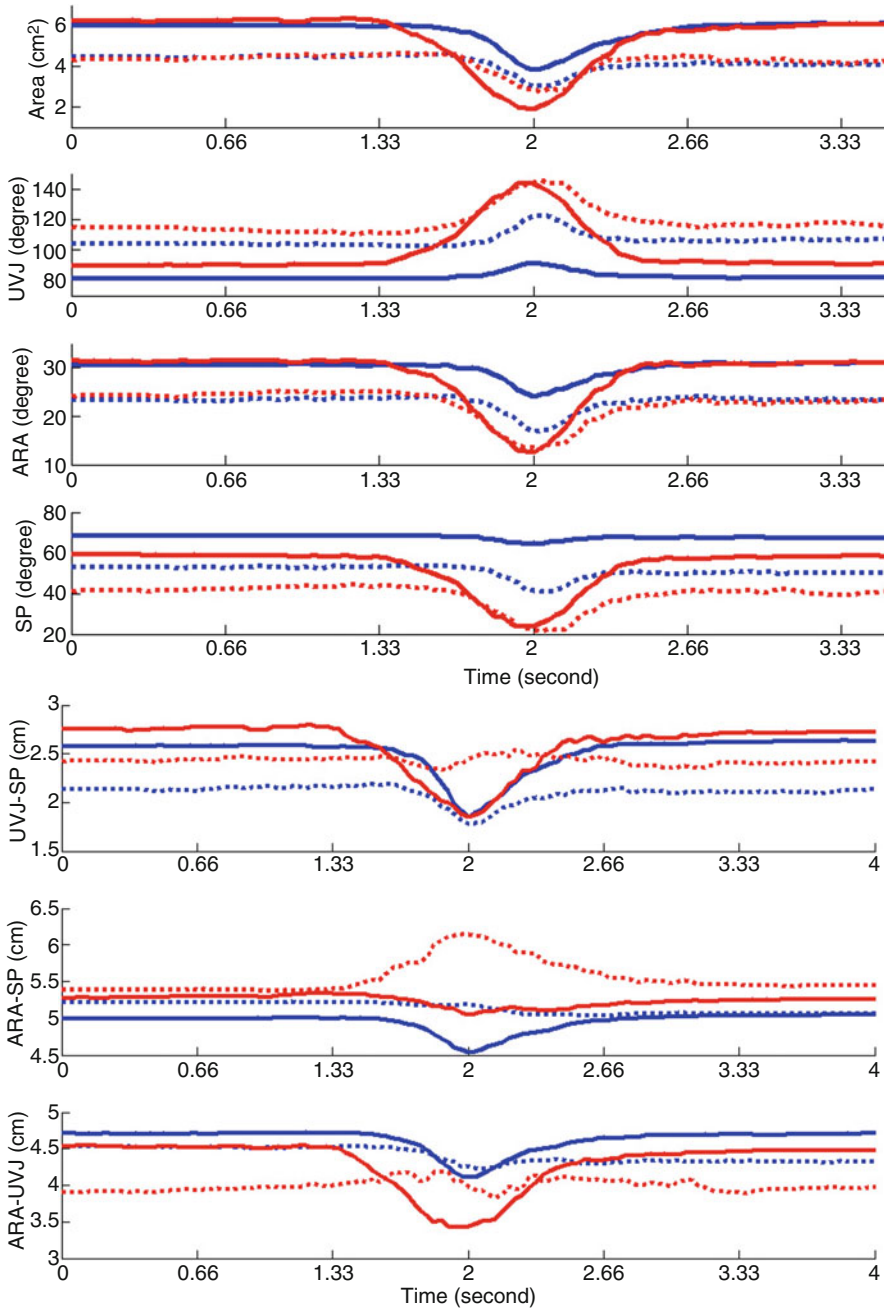 Area (cm²)
6
4
2
0 0.66 1.33 2 2.66 3.33
UVJ (degree)
140
120
100
80
0 0.66 1.33 2 2.66 3.33
ARA (degree)
30
20
10
0 0.66 1.33 2 2.66 3.33
SP (degree)
80
60
40
20
0 0.66 1.33 2 2.66 3.33
Time (second)
UVJ-SP (cm)
3
2.5
2
1.5
0 0.66 1.33 2 2.66 3.33 4
ARA-SP (cm)
6.5
6
5.5
5
4.5
0 0.66 1.33 2 2.66 3.33 4
ARA-UVJ (cm)
5
4.5
4
3.5
3
0 0.66 1.33 2 2.66 3.33 4
Time (second)